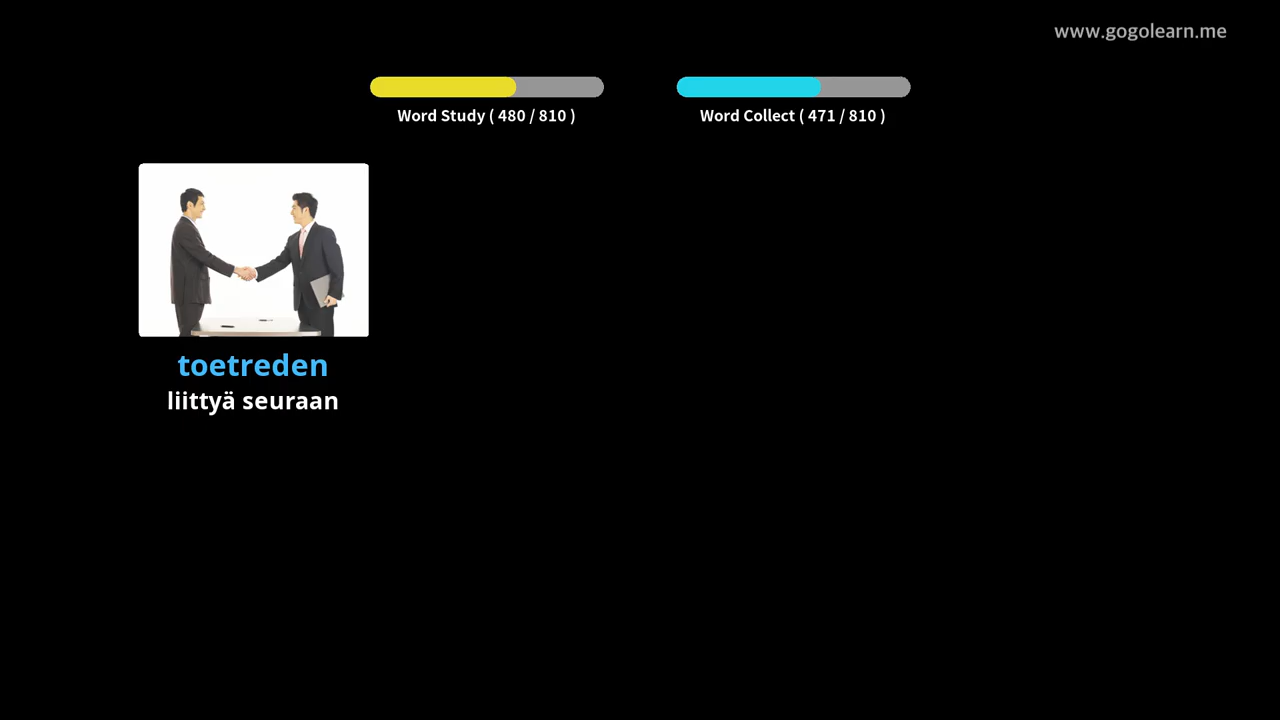 www.gogolearn.me
Word Study ( 480 / 810 )
Word Collect ( 471 / 810 )
toetreden
liittyä seuraan